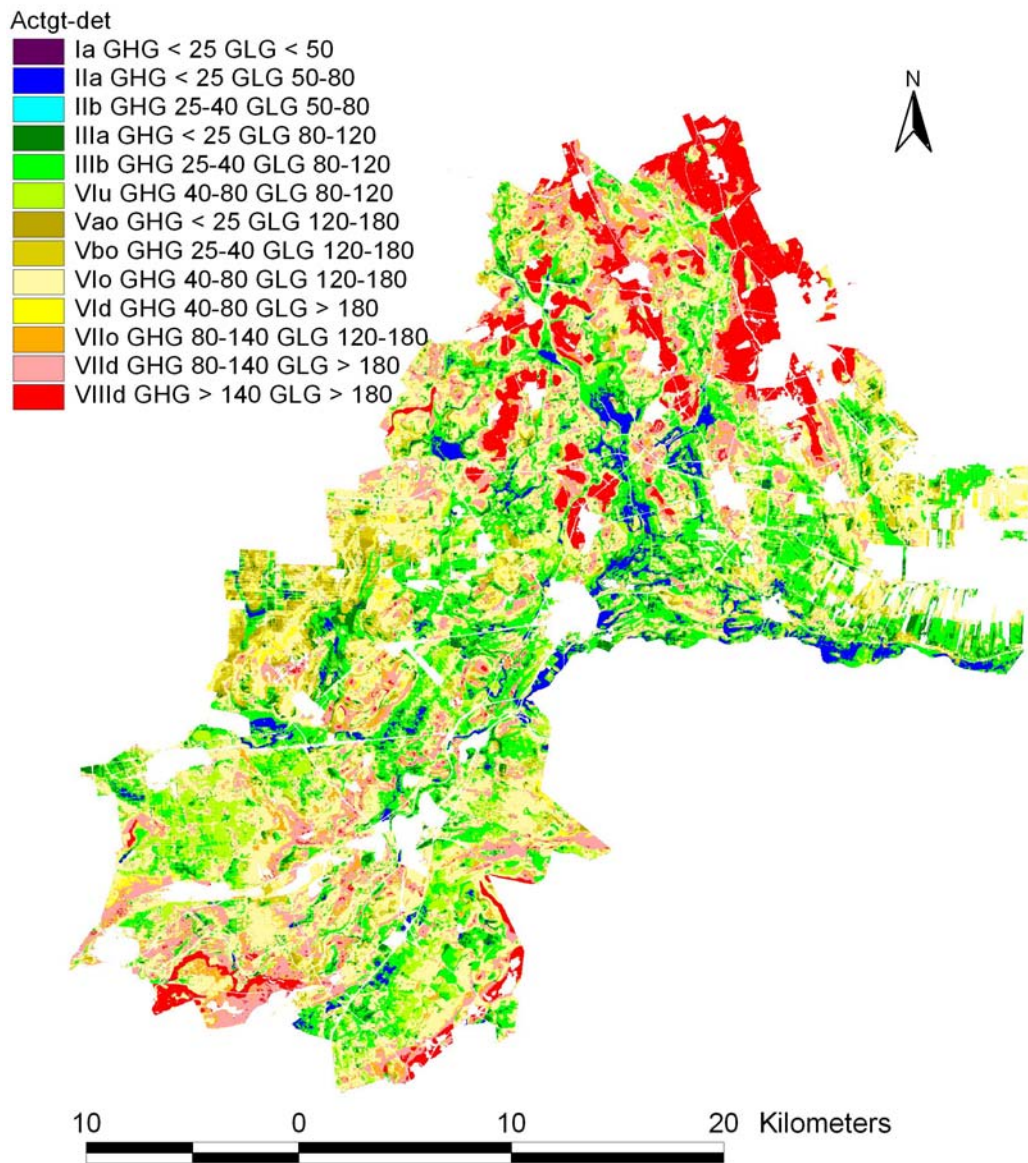 Actgt-det
Ia GHG < 25 GLG < 50
IIa GHG < 25 GLG 50-80
IIb GHG 25-40 GLG 50-80
IIIa GHG < 25 GLG 80-120
IIIb GHG 25-40 GLG 80-120
VIu GHG 40-80 GLG 80-120
Vao GHG < 25 GLG 120-180
Vbo GHG 25-40 GLG 120-180
VIo GHG 40-80 GLG 120-180
VId GHG 40-80 GLG > 180
VIIo GHG 80-140 GLG 120-180
VIId GHG 80-140 GLG > 180
VIIId GHG > 140 GLG > 180
N
10 0 10 20 Kilometers